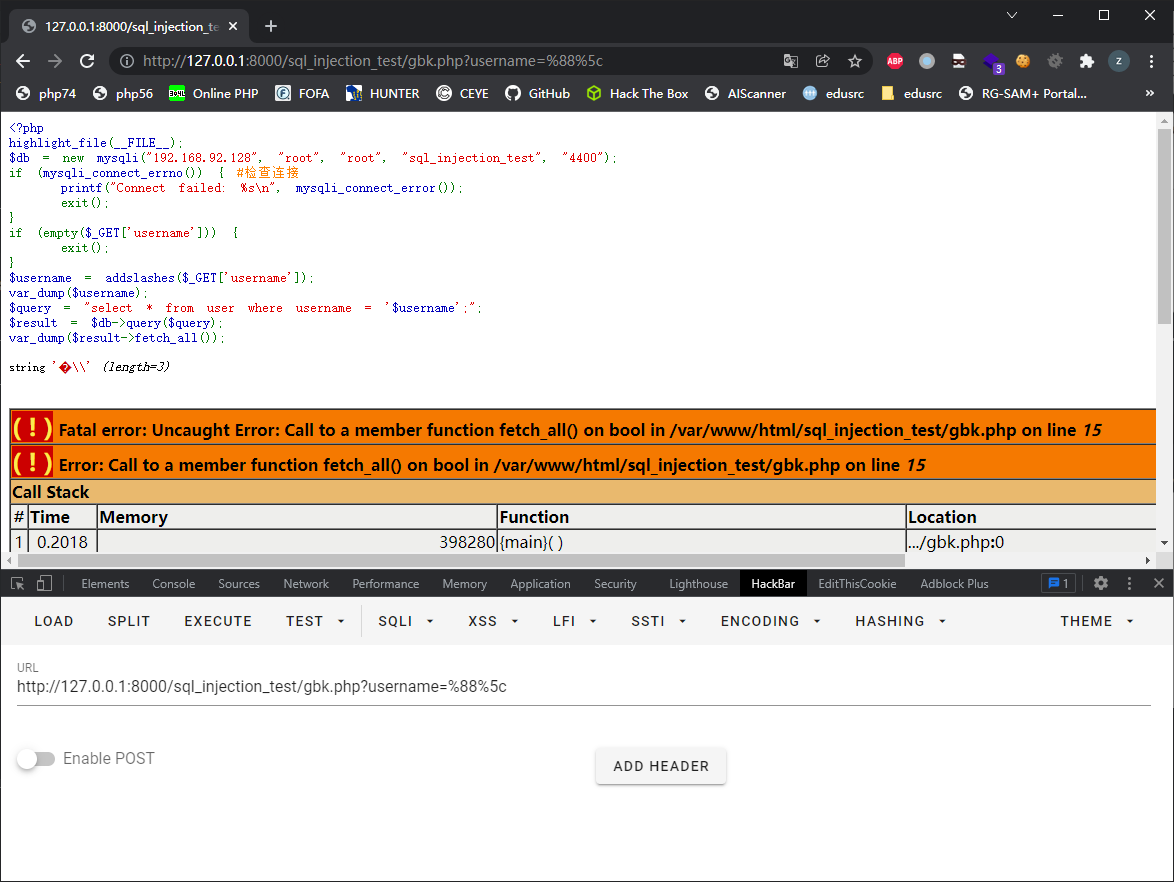 127.0.0.1:8000/sql_injection_te
http://127.0.0.1:8000/sql_injection_test/gbk.php?username=%88%5c
ABP
3
Z
php74
php56
3v4L
Online PHP
FOFA
HUNTER
CEYE
GitHub
Hack The Box
AIScanner
edusrc
edusrc
RG-SAM+ Portal...
»
<?php
highlight_file(__FILE__);
$db = new mysqli("192.168.92.128", "root", "root", "sql_injection_test", "4400");
if (mysqli_connect_errno()) { #检查连接
printf("Connect failed: %s\n", mysqli_connect_error());
exit();
}
if (empty($_GET['username'])) {
exit();
}
$username = addslashes($_GET['username']);
var_dump($username);
$query = "select * from user where username = '$username';";
$result = $db->query($query);
var_dump($result->fetch_all());
string '�\\' (length=3)
( ! ) Fatal error: Uncaught Error: Call to a member function fetch_all() on bool in /var/www/html/sql_injection_test/gbk.php on line 15
( ! ) Error: Call to a member function fetch_all() on bool in /var/www/html/sql_injection_test/gbk.php on line 15
Call Stack
# Time Memory Function Location
1 0.2018 398280 {main}( ) .../gbk.php:0
Elements Console Sources Network Performance Memory Application Security Lighthouse HackBar EditThisCookie Adblock Plus 1
LOAD SPLIT EXECUTE TEST SQLI XSS LFI SSTI ENCODING HASHING THEME
URL
http://127.0.0.1:8000/sql_injection_test/gbk.php?username=%88%5c
Enable POST
ADD HEADER